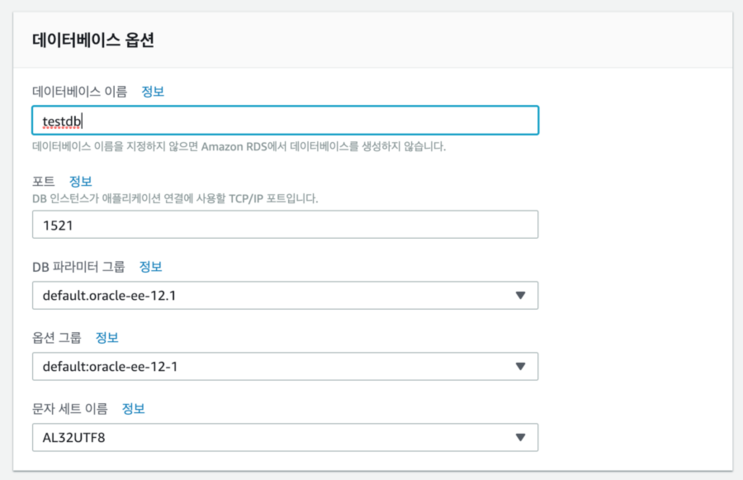 데이터베이스 옵션
데이터베이스 이름 정보
testdb
데이터베이스 이름을 지정하지 않으면 Amazon RDS에서 데이터베이스를 생성하지 않습니다.
포트 정보
DB 인스턴스가 애플리케이션 연결에 사용할 TCP/IP 포트입니다.
1521
DB 파라미터 그룹 정보
default.oracle-ee-12.1
옵션 그룹 정보
default:oracle-ee-12-1
문자 세트 이름 정보
AL32UTF8